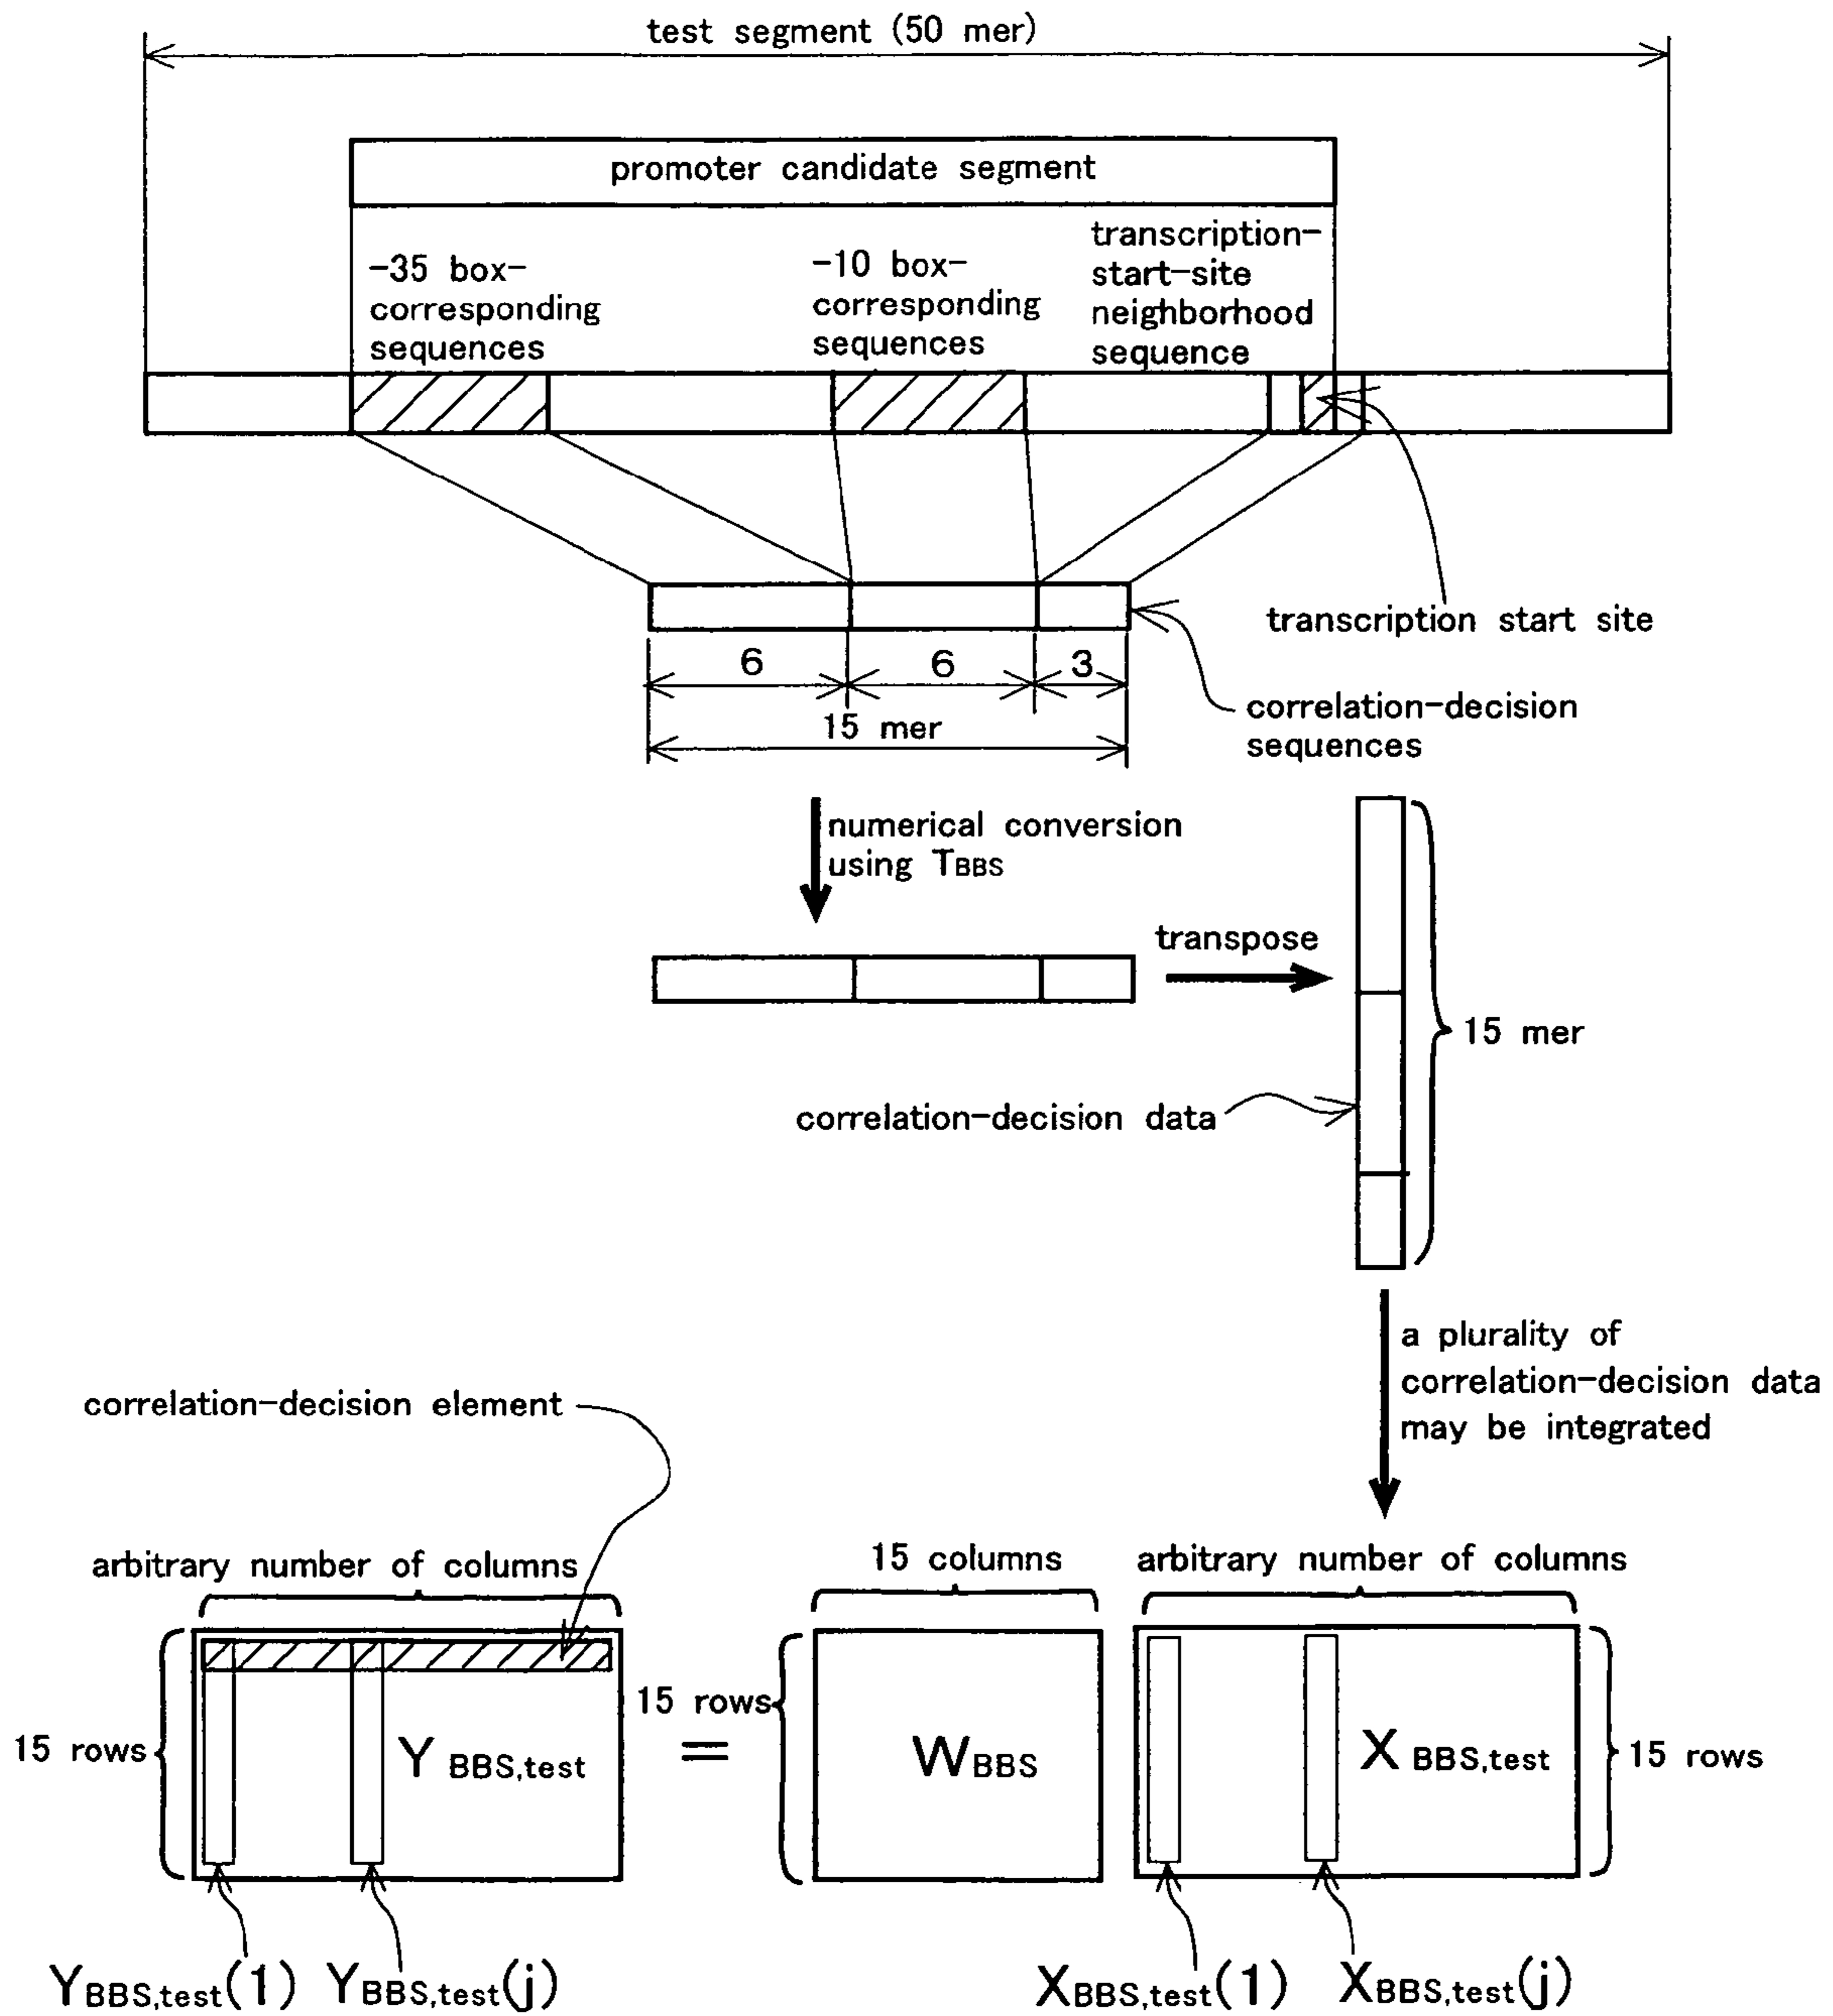 test segment (50 mer)
promoter candidate segment
-35 box-
corresponding
sequences
-10 box-
corresponding
sequences
transcription-
start-site
neighborhood
sequence
transcription start site
6
6
3
15 mer
correlation-decision
sequences
numerical conversion
using TBBS
transpose
15 mer
correlation-decision data
a plurality of
correlation-decision data
may be integrated
correlation-decision element
arbitrary number of columns
15 columns
arbitrary number of columns
15 rows
Y BBS,test
=
15 rows
WBBS
X BBS,test
15 rows
YBBS,test(1)
YBBS,test(j)
XBBS,test(1)
XBBS,test(j)